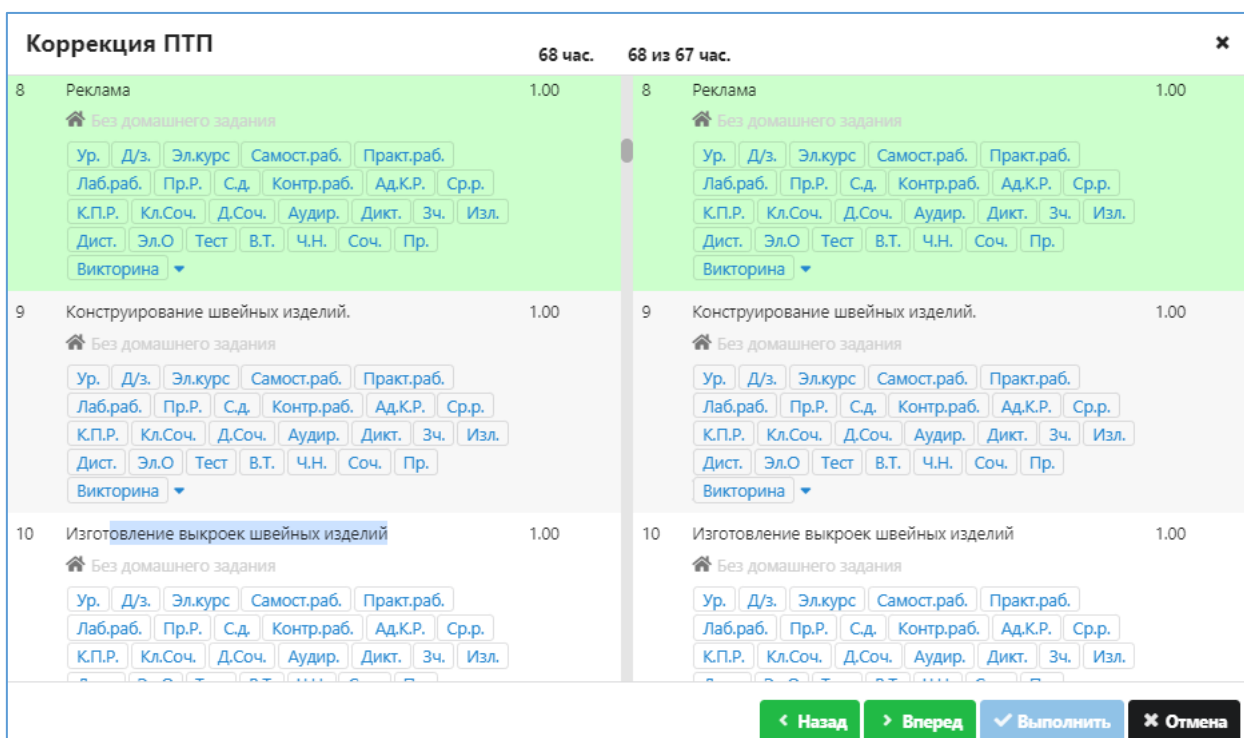 Коррекция ПТП
68 час.
68 из 67 час.
8 Реклама 1.00
Без домашнего задания
Ур. Д/з. Эл.курс Самост.раб. Практ.раб.
Лаб.раб. Пр.Р. С.д. Контр.раб. Ад.К.Р. Ср.р.
К.П.Р. Кл.Соч. Д.Соч. Аудир. Дикт. Зч. Изл.
Дист. Эл.О Тест В.Т. Ч.Н. Соч. Пр.
Викторина
8 Реклама 1.00
Без домашнего задания
Ур. Д/з. Эл.курс Самост.раб. Практ.раб.
Лаб.раб. Пр.Р. С.д. Контр.раб. Ад.К.Р. Ср.р.
К.П.Р. Кл.Соч. Д.Соч. Аудир. Дикт. Зч. Изл.
Дист. Эл.О Тест В.Т. Ч.Н. Соч. Пр.
Викторина
9 Конструирование швейных изделий. 1.00
Без домашнего задания
Ур. Д/з. Эл.курс Самост.раб. Практ.раб.
Лаб.раб. Пр.Р. С.д. Контр.раб. Ад.К.Р. Ср.р.
К.П.Р. Кл.Соч. Д.Соч. Аудир. Дикт. Зч. Изл.
Дист. Эл.О Тест В.Т. Ч.Н. Соч. Пр.
Викторина
9 Конструирование швейных изделий. 1.00
Без домашнего задания
Ур. Д/з. Эл.курс Самост.раб. Практ.раб.
Лаб.раб. Пр.Р. С.д. Контр.раб. Ад.К.Р. Ср.р.
К.П.Р. Кл.Соч. Д.Соч. Аудир. Дикт. Зч. Изл.
Дист. Эл.О Тест В.Т. Ч.Н. Соч. Пр.
Викторина
10 Изготовление выкроек швейных изделий 1.00
Без домашнего задания
Ур. Д/з. Эл.курс Самост.раб. Практ.раб.
Лаб.раб. Пр.Р. С.д. Контр.раб. Ад.К.Р. Ср.р.
К.П.Р. Кл.Соч. Д.Соч. Аудир. Дикт. Зч. Изл.
10 Изготовление выкроек швейных изделий 1.00
Без домашнего задания
Ур. Д/з. Эл.курс Самост.раб. Практ.раб.
Лаб.раб. Пр.Р. С.д. Контр.раб. Ад.К.Р. Ср.р.
К.П.Р. Кл.Соч. Д.Соч. Аудир. Дикт. Зч. Изл.
Назад Вперед Выполнить Отмена